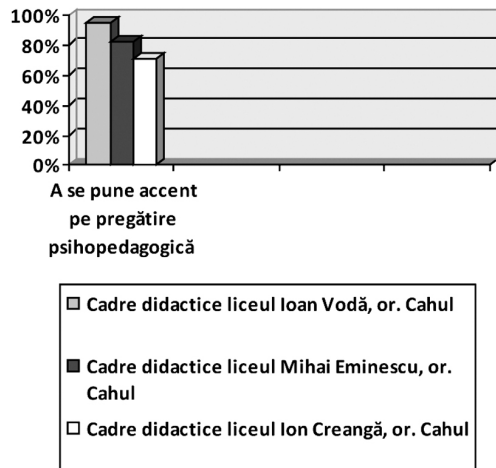 100%
80%
60%
40%
20%
0%
A se pune accent
pe pregătire
psihopedagogică
Cadre didactice liceul Ioan Vodă, or. Cahul
Cadre didactice liceul Mihai Eminescu, or.
Cahul
Cadre didactice liceul Ion Creangă, or. Cahul